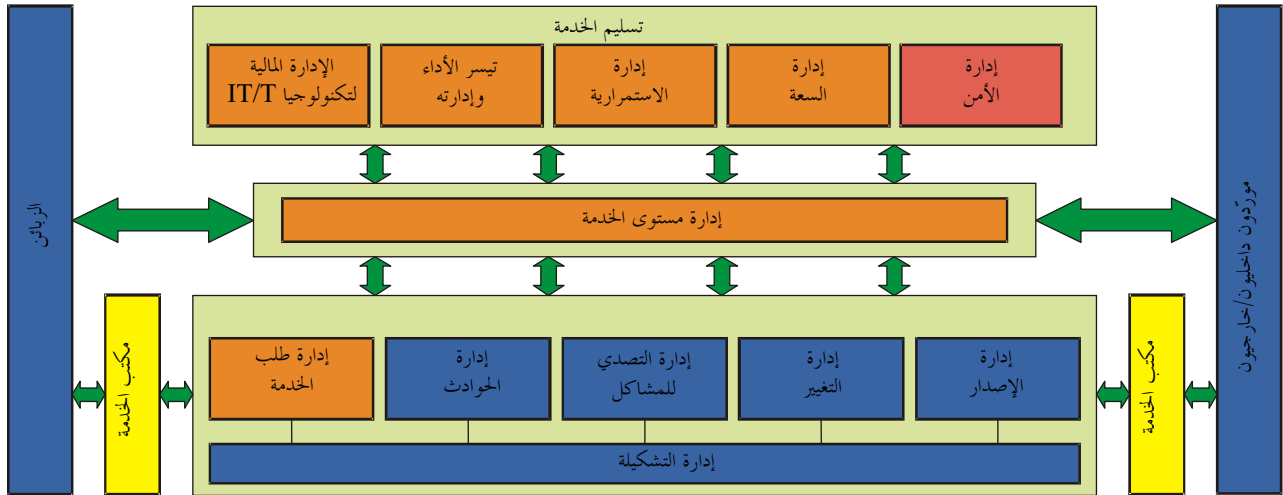 تسليم الخدمة
إدارة
الأمن
إدارة
السعة
إدارة
الاستمرارية
تيسر الأداء
وإدارته
الإدارة المالية
لتكنولوجيا IT/T
إدارة مستوى الخدمة
مورّدون داخليون/خارجيون
الزبائن
مكتب الخدمة
إدارة
الإصدار
إدارة
التغيير
إدارة التصدي
للمشاكل
إدارة
الحوادث
إدارة طلب
الخدمة
مكتب الخدمة
إدارة التشكيلة